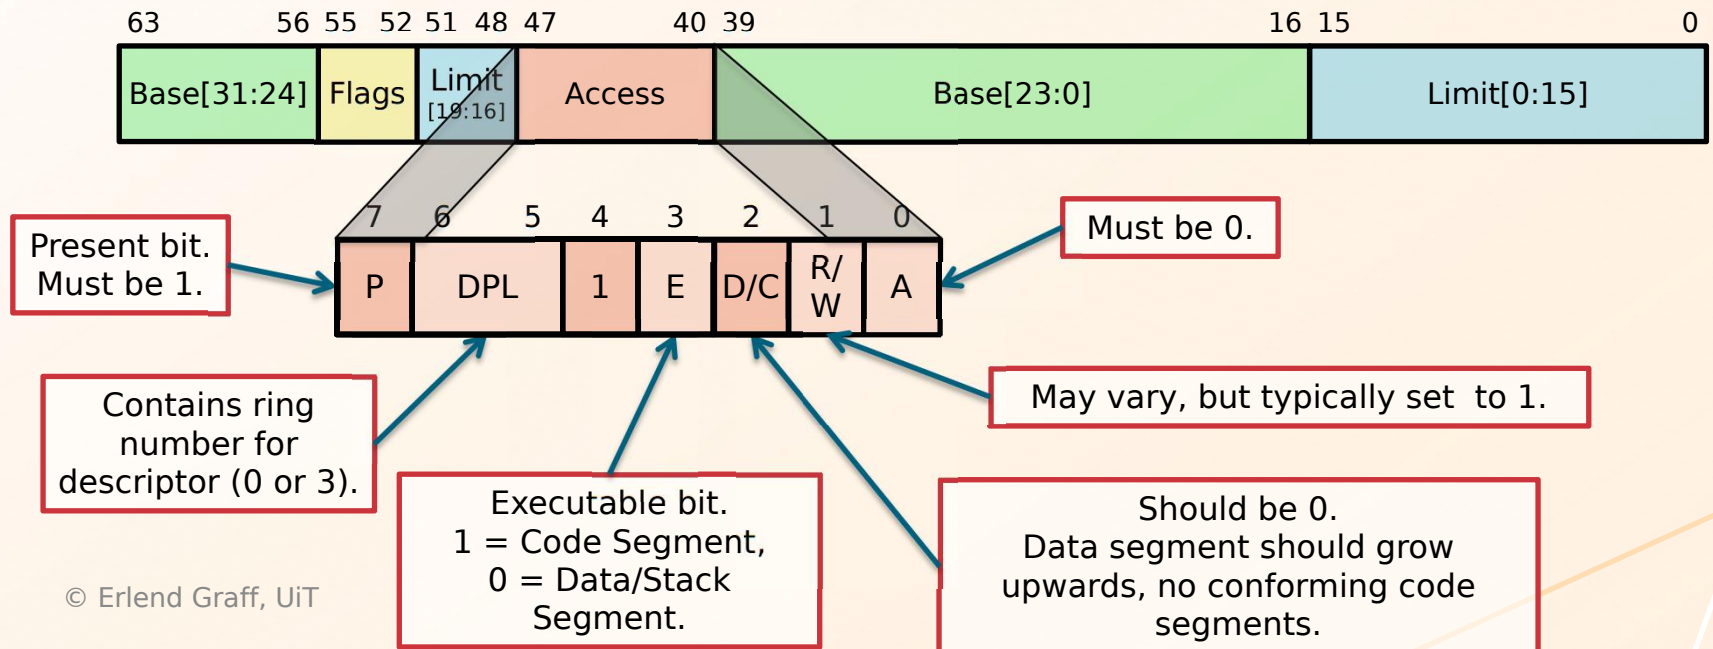 63 56 55 52 51 48 47 40 39 16 15 0
Base[31:24] Flags Limit [19:16] Access Base[23:0] Limit[0:15]
7 6 5 4 3 2 1 0
P DPL 1 E D/C R/ W A
Present bit.
Must be 1.
Must be 0.
Contains ring
number for
descriptor (0 or 3).
Executable bit.
1 = Code Segment,
0 = Data/Stack
Segment.
May vary, but typically set to 1.
Should be 0.
Data segment should grow
upwards, no conforming code
segments.
© Erlend Graff, UiT